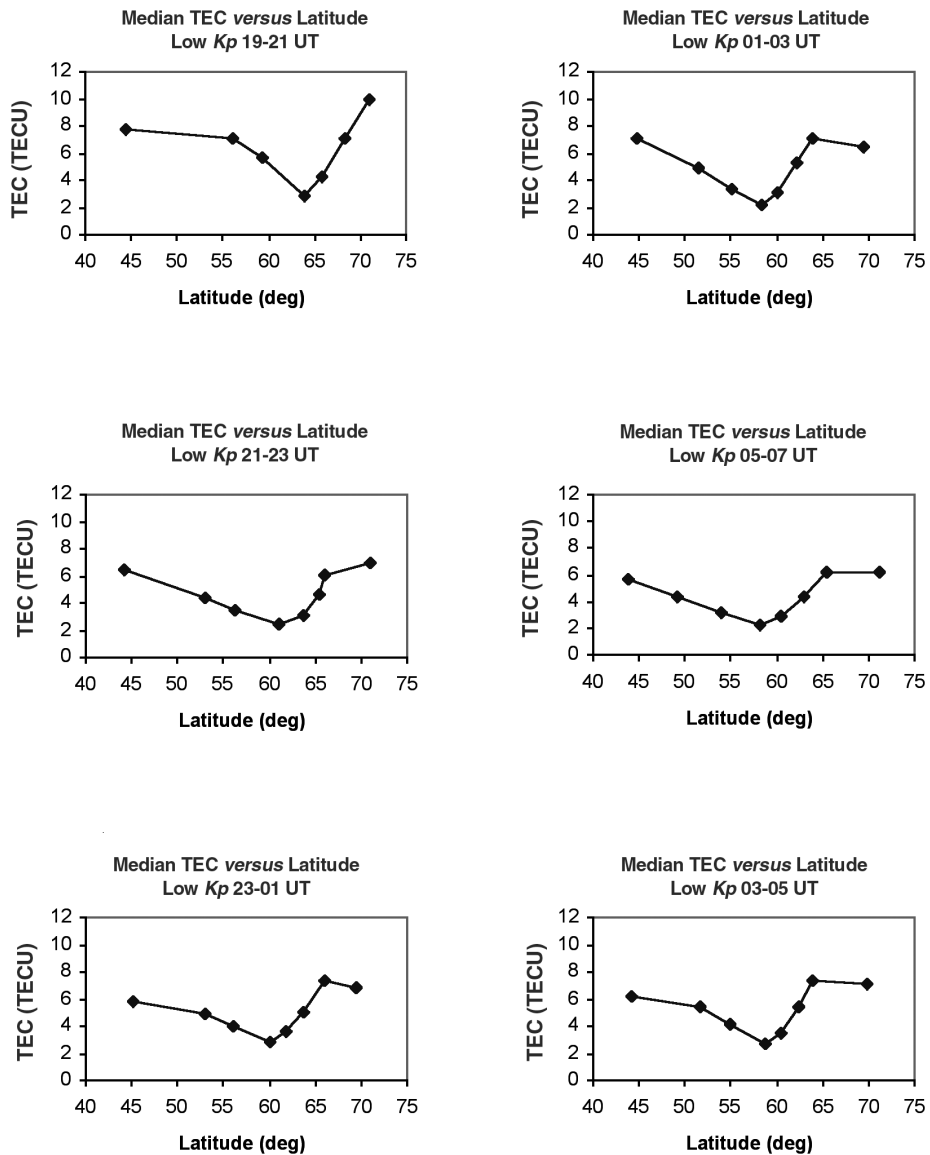 Median TEC versus Latitude
Low Kp 19-21 UT
12
10
8
6
4
2
0
TEC (TECU)
40 45 50 55 60 65 70 75
Latitude (deg)
Median TEC versus Latitude
Low Kp 01-03 UT
12
10
8
6
4
2
0
TEC (TECU)
40 45 50 55 60 65 70 75
Latitude (deg)
Median TEC versus Latitude
Low Kp 21-23 UT
12
10
8
6
4
2
0
TEC (TECU)
40 45 50 55 60 65 70 75
Latitude (deg)
Median TEC versus Latitude
Low Kp 05-07 UT
12
10
8
6
4
2
0
TEC (TECU)
40 45 50 55 60 65 70 75
Latitude (deg)
Median TEC versus Latitude
Low Kp 23-01 UT
12
10
8
6
4
2
0
TEC (TECU)
40 45 50 55 60 65 70 75
Latitude (deg)
Median TEC versus Latitude
Low Kp 03-05 UT
12
10
8
6
4
2
0
TEC (TECU)
40 45 50 55 60 65 70 75
Latitude (deg)